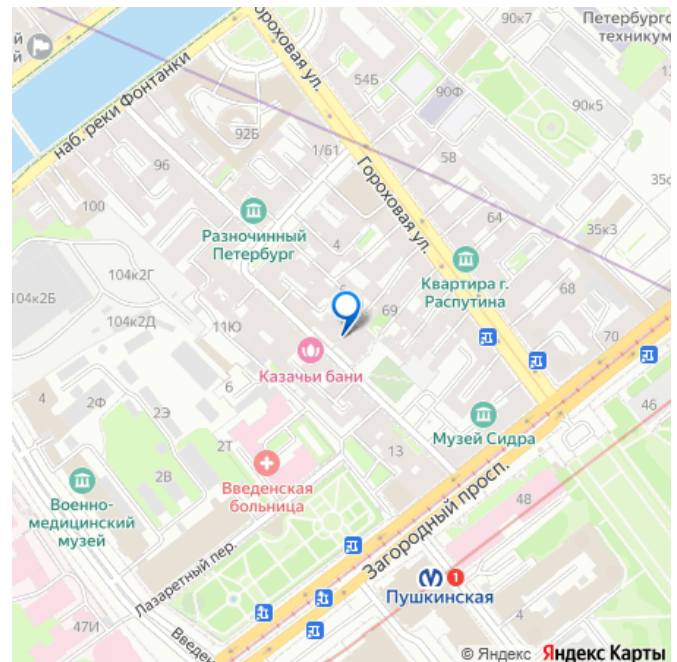 90к7
Петербургс
техникум
й
й
Гороховая ул.
54Б
90Ф
90к5
наб. реки Фонтанки
92Б
96
1/61
58
Гороховая ул.
35с
100
Разночинный
Петербург
4
64
35к3
104к2Г
Квартира г.
Распутина
68
104к2Б
6
69
104к2Д
11Ю
70
Казачьи бани
4
2Ф
2Э
6
46
2Т
13
Музей Сидра
2В
Введенская
больница
Военно-
медицинский
музей
48
Загородный просп.
Лазаретный пер.
1
Пушкинская
4
47И
Введен
© Яндекс Яндекс Карты